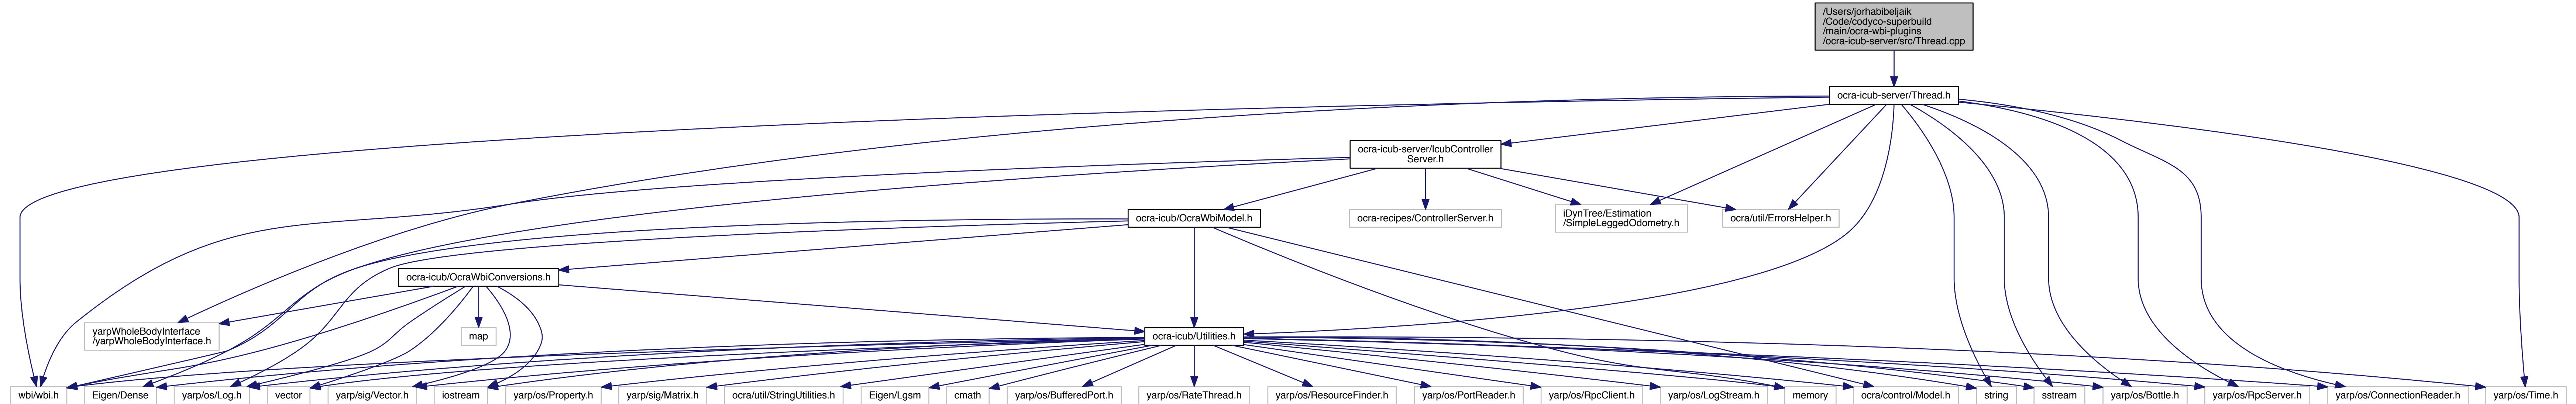 /Users/jorhabibeljaik
/Code/codyco-superbuild
/main/ocra-wbi-plugins
/ocra-icub-server/src/Thread.cpp
ocra-icub-server/Thread.h
ocra-icub-server/IcubController
Server.h
ocra-icub/OcraWbiModel.h
ocra-recipes/ControllerServer.h
iDynTree/Estimation
/SimpleLeggedOdometry.h
ocra/util/ErrorsHelper.h
ocra-icub/OcraWbiConversions.h
yarpWholeBodyInterface
/yarpWholeBodyInterface.h
map
ocra-icub/Utilities.h
wbi/wbi.h
Eigen/Dense
yarp/os/Log.h
vector
yarp/sig/Vector.h
iostream
yarp/os/Property.h
yarp/sig/Matrix.h
ocra/util/StringUtilities.h
Eigen/Lgsm
cmath
yarp/os/BufferedPort.h
yarp/os/RateThread.h
yarp/os/ResourceFinder.h
yarp/os/PortReader.h
yarp/os/RpcClient.h
yarp/os/LogStream.h
memory
ocra/control/Model.h
string
sstream
yarp/os/Bottle.h
yarp/os/RpcServer.h
yarp/os/ConnectionReader.h
yarp/os/Time.h